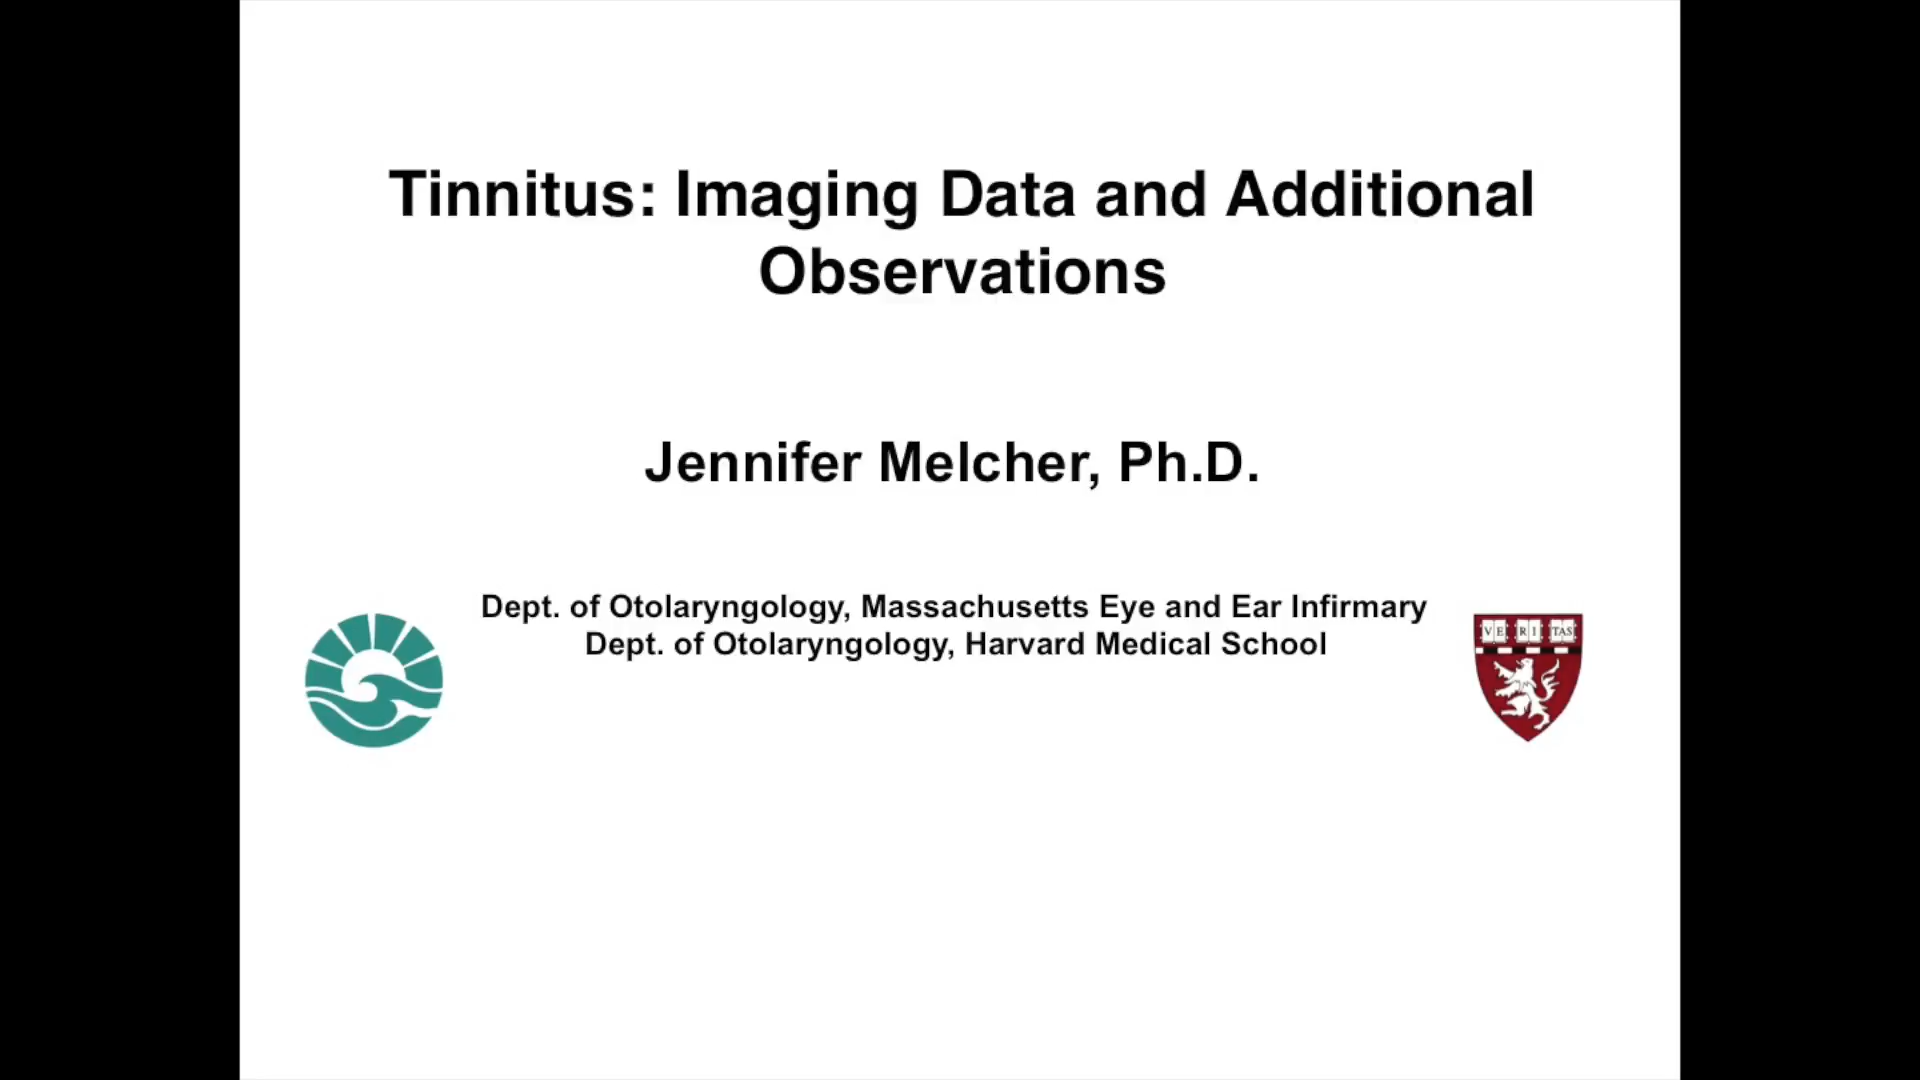 Tinnitus: Imaging Data and Additional
Observations
Jennifer Melcher, Ph.D.
Dept. of Otolaryngology, Massachusetts Eye and Ear Infirmary
Dept. of Otolaryngology, Harvard Medical School
VE RI TAS